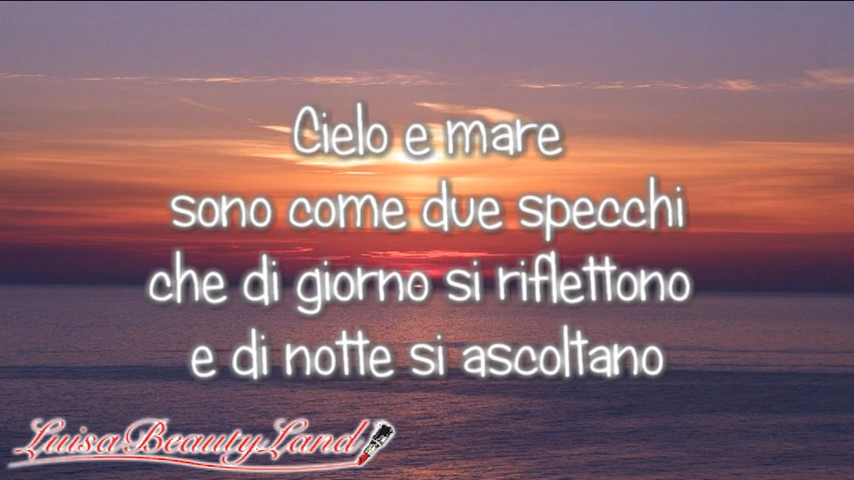 Cielo e mare
sono come due specchi
che di giorno si riflettono
e di notte si ascoltano
LuisaBeautyLand